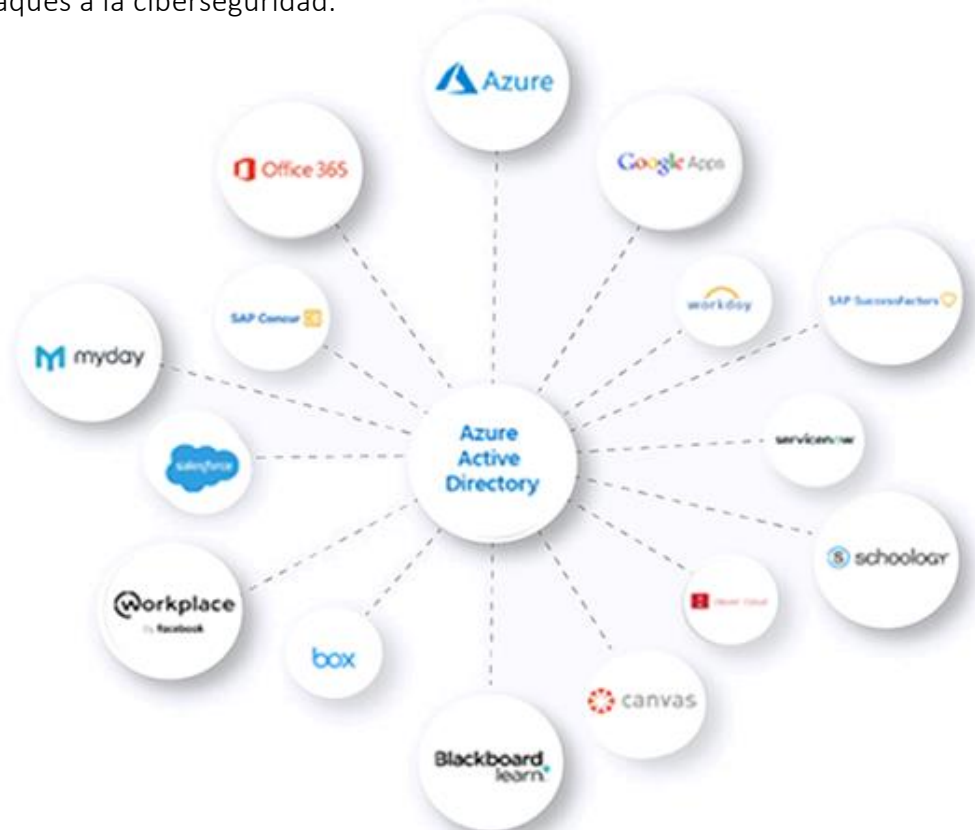 aques a la ciberseguridad.
Azure
Office 365
Google Apps
SAP Concur
workday
SAP SuccessFactors
myday
Azure
Active
Directory
salesforce
servicenow
schoology
Workplace
by facebook
box
canvas
Blackboard
learn